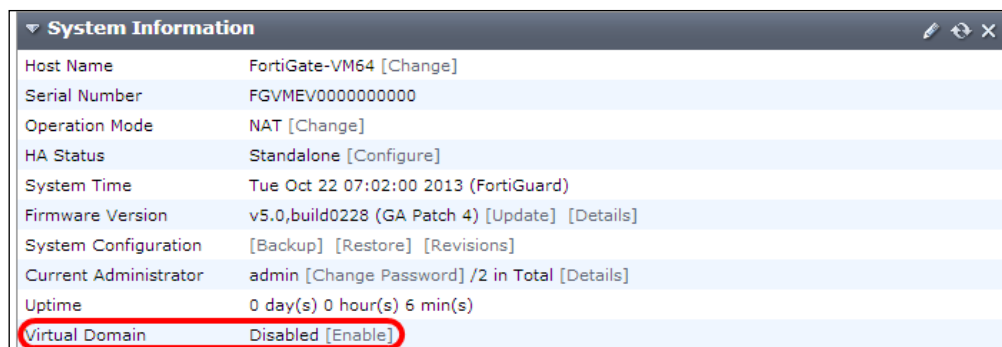 System Information
Host Name FortiGate-VM64 [Change]
Serial Number FGVMEV0000000000
Operation Mode NAT [Change]
HA Status Standalone [Configure]
System Time Tue Oct 22 07:02:00 2013 (FortiGuard)
Firmware Version v5.0,build0228 (GA Patch 4) [Update] [Details]
System Configuration [Backup] [Restore] [Revisions]
Current Administrator admin [Change Password] /2 in Total [Details]
Uptime 0 day(s) 0 hour(s) 6 min(s)
Virtual Domain Disabled [Enable]